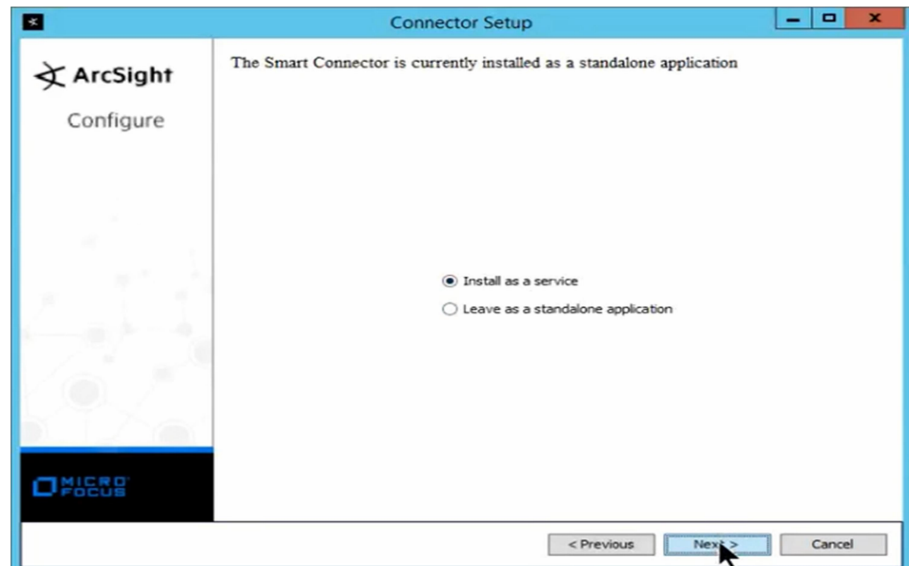 Connector Setup
ArcSight
Configure
The Smart Connector is currently installed as a standalone application
Install as a service
Leave as a standalone application
MICRO
FOCUS
< Previous
Next >
Cancel